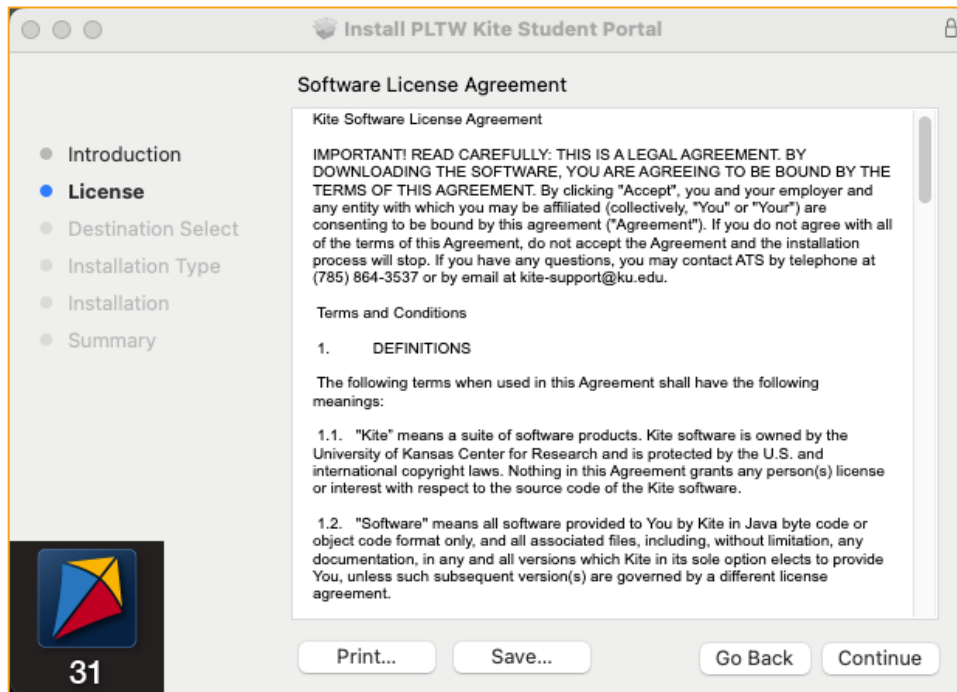 Install PLTW Kite Student Portal
Introduction
License
Destination Select
Installation Type
Installation
Summary
Software License Agreement
Kite Software License Agreement
IMPORTANT! READ CAREFULLY: THIS IS A LEGAL AGREEMENT. BY
DOWNLOADING THE SOFTWARE, YOU ARE AGREEING TO BE BOUND BY THE
TERMS OF THIS AGREEMENT. By clicking "Accept", you and your employer and
any entity with which you may be affiliated (collectively, "You" or "Your") are
consenting to be bound by this agreement ("Agreement"). If you do not agree with all
of the terms of this Agreement, do not accept the Agreement and the installation
process will stop. If you have any questions, you may contact ATS by telephone at
(785) 864-3537 or by email at kite-support@ku.edu.
Terms and Conditions
1. DEFINITIONS
The following terms when used in this Agreement shall have the following
meanings:
1.1. "Kite" means a suite of software products. Kite software is owned by the
University of Kansas Center for Research and is protected by the U.S. and
international copyright laws. Nothing in this Agreement grants any person(s) license
or interest with respect to the source code of the Kite software.
1.2. "Software" means all software provided to You by Kite in Java byte code or
object code format only, and all associated files, including, without limitation, any
documentation, in any and all versions which Kite in its sole option elects to provide
You, unless such subsequent version(s) are governed by a different license
agreement.
31
Print...
Save...
Go Back
Continue